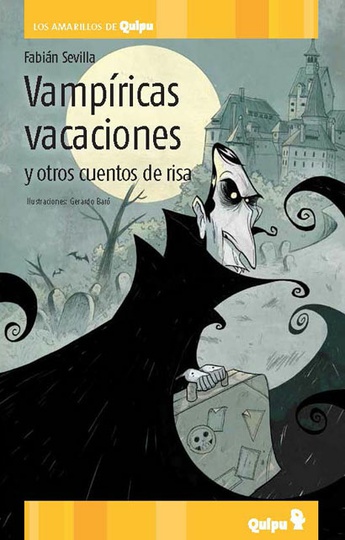 LOS AMARILLOS DE Quipu
Fabián Sevilla
Vampíricas
vacaciones
y otros cuentos de risa
Ilustraciones: Gerardo Baró
Quipu